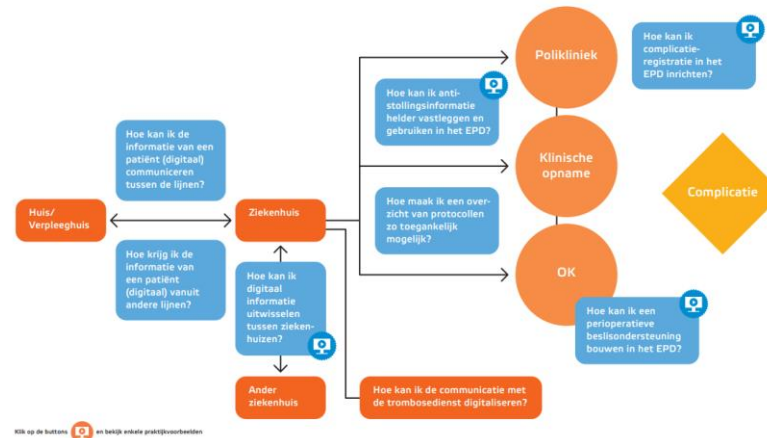 Polikliniek
Hoe kan ik
complicatie-
registratie in het
EPD inrichten?
Hoe kan ik anti-
stollingsinformatie
helder vastleggen en
gebruiken in het EPD?
Hoe kan ik de
informatie van een
patiënt (digitaal)
communiceren
tussen de lijnen?
Klinische
opname
Complicatie
Huis/
Verpleeghuis
Ziekenhuis
Hoe maak ik een over-
zicht van protocollen
zo toegankelijk
mogelijk?
Hoe krijg ik de
informatie van
een patiënt
(digitaal) vanuit
andere lijnen?
Hoe kan ik
digitaal
informatie
uitwisselen
tussen zieken-
huizen?
OK
Hoe kan ik een
perioperatieve
beslisondersteuning
bouwen in het EPD?
Ander
ziekenhuis
Hoe kan ik de communicatie met
de trombosedienst digitaliseren?
Klik op de buttons en bekijk enkele praktijkvoorbeelden